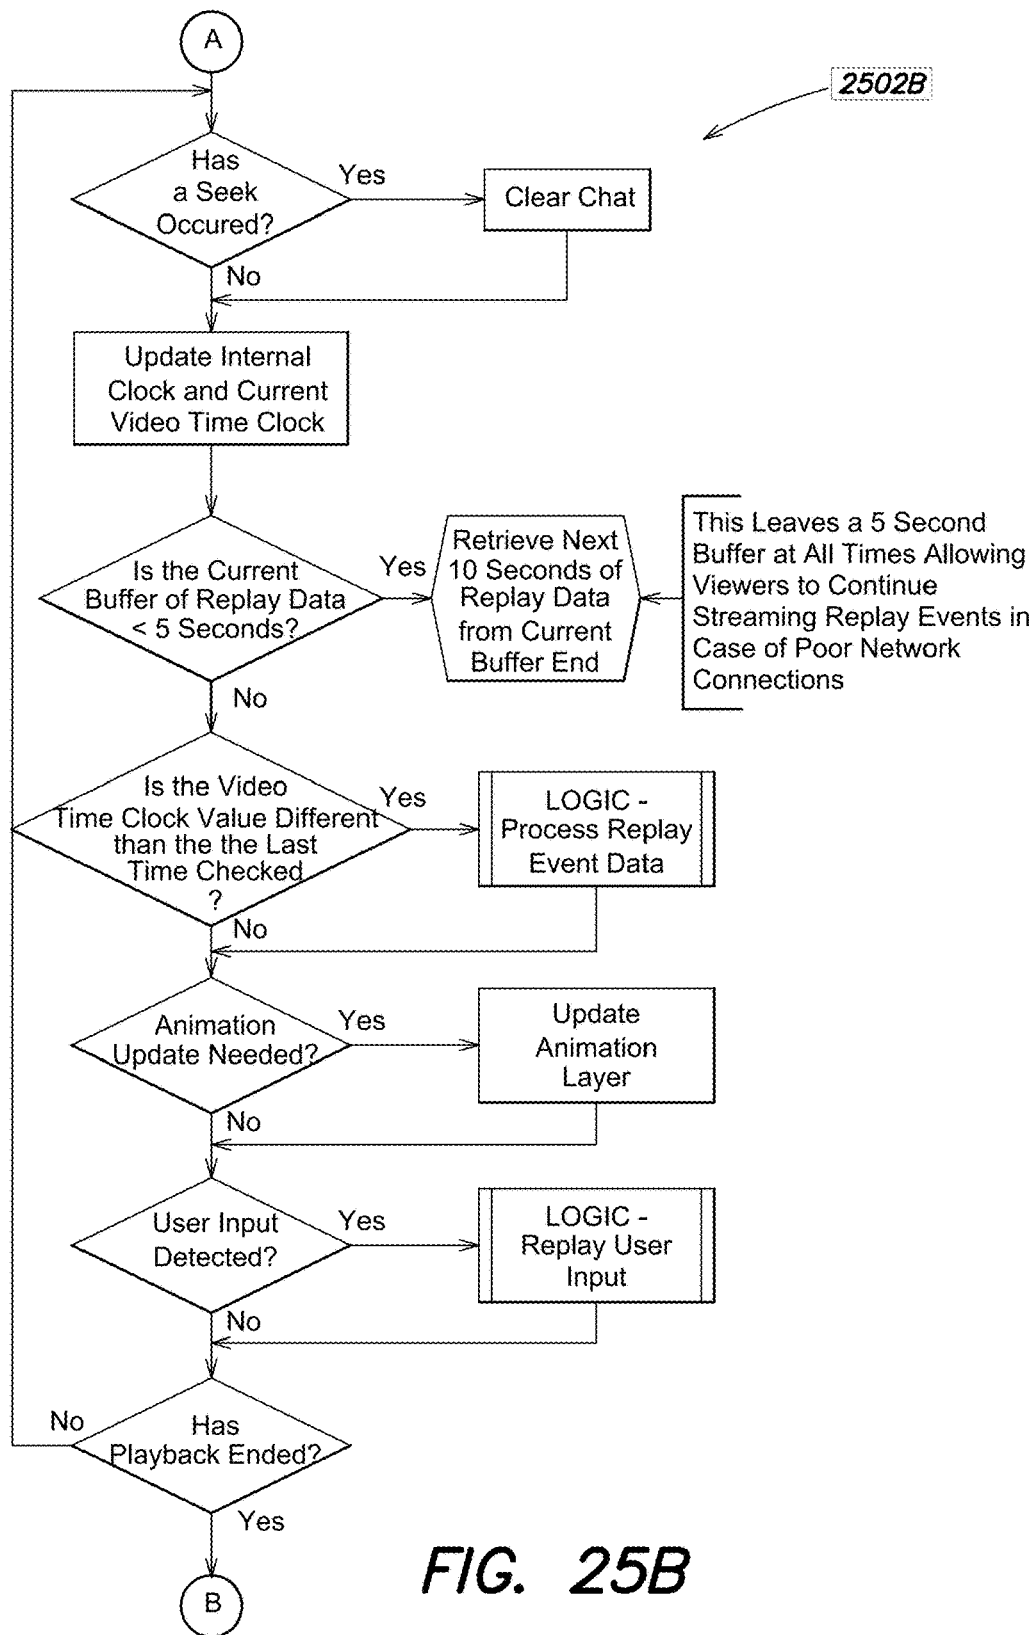 A
2502B
Has
a Seek
Occured?
Yes
Clear Chat
No
Update Internal
Clock and Current
Video Time Clock
Is the Current
Buffer of Replay Data
< 5 Seconds?
Yes
Retrieve Next
10 Seconds of
Replay Data
from Current
Buffer End
This Leaves a 5 Second
Buffer at All Times Allowing
Viewers to Continue
Streaming Replay Events in
Case of Poor Network
Connections
No
Is the Video
Time Clock Value Different
than the the Last
Time Checked
?
Yes
LOGIC -
Process Replay
Event Data
No
Animation
Update Needed?
Yes
Update
Animation
Layer
No
User Input
Detected?
Yes
LOGIC -
Replay User
Input
No
Has
Playback Ended?
No
Yes
B
FIG. 25B